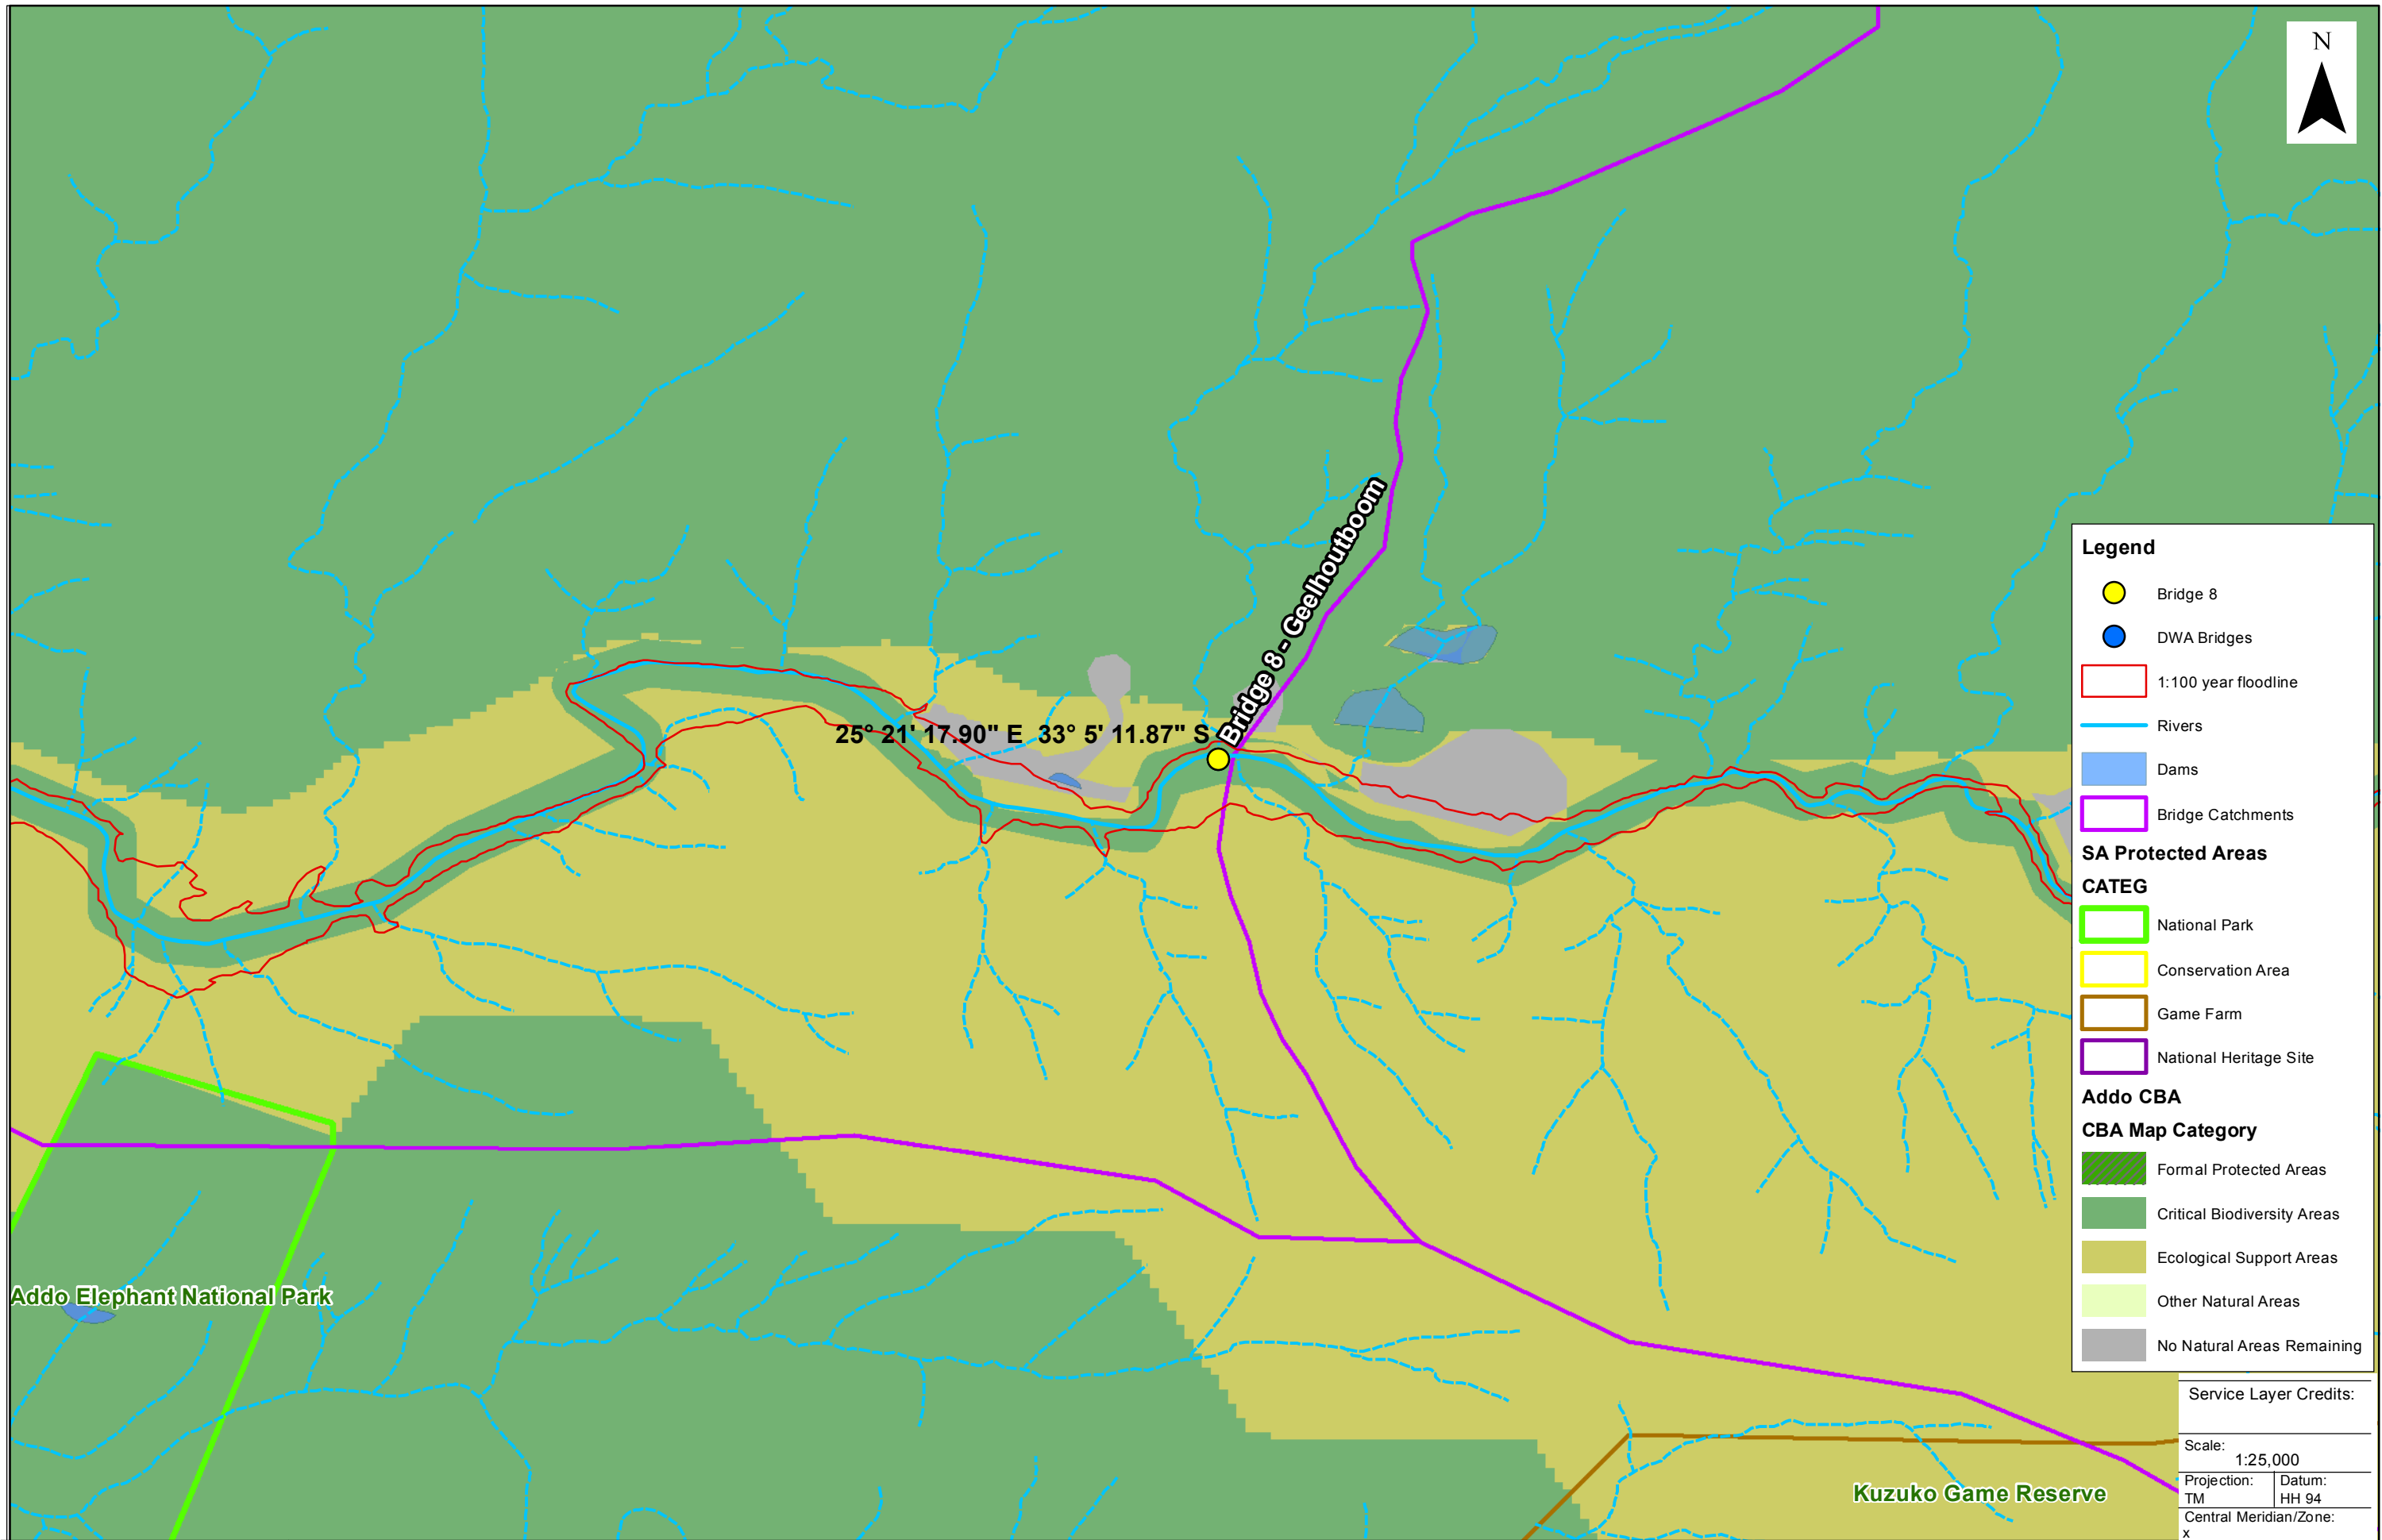 N
Bridge 8 - Geelhoutboom
25° 21' 17.90" E  33° 5' 11.87" S
Legend
Bridge 8
DWA Bridges
1:100 year floodline
Rivers
Dams
Bridge Catchments
SA Protected Areas
CATEG
National Park
Conservation Area
Game Farm
National Heritage Site
Addo CBA
CBA Map Category
Formal Protected Areas
Critical Biodiversity Areas
Ecological Support Areas
Other Natural Areas
No Natural Areas Remaining
Addo Elephant National Park
Kuzuko Game Reserve
Service Layer Credits:
Scale:
1:25,000
Projection:
TM
Datum:
HH 94
Central Meridian/Zone:
x